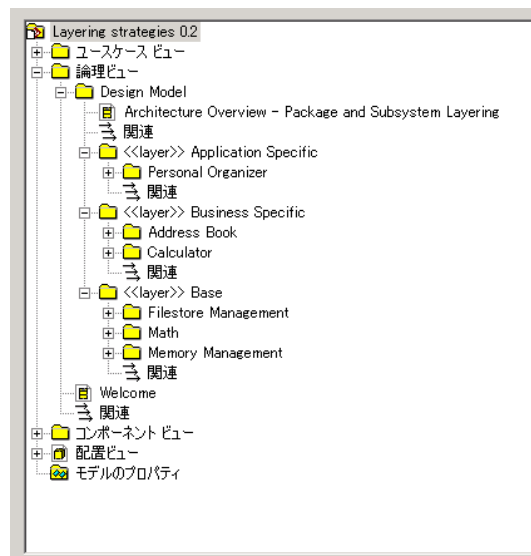 Layering strategies 0.2
ユースケース ビュー
論理ビュー
Design Model
Architecture Overview - Package and Subsystem Layering
関連
<<layer>> Application Specific
Personal Organizer
関連
<<layer>> Business Specific
Address Book
Calculator
関連
<<layer>> Base
Filestore Management
Math
Memory Management
関連
Welcome
関連
コンポーネント ビュー
配置ビュー
モデルのプロパティ